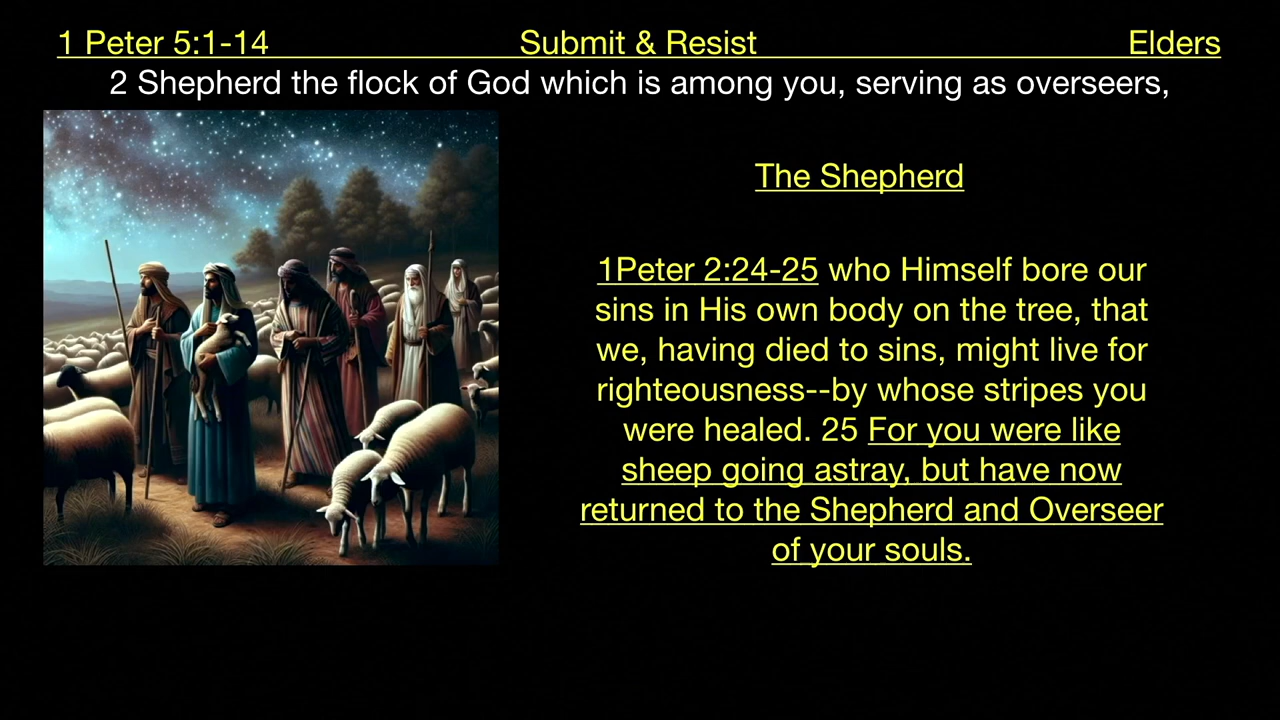 1 Peter 5:1-14 Submit & Resist Elders
2 Shepherd the flock of God which is among you, serving as overseers,
The Shepherd
1Peter 2:24-25 who Himself bore our
sins in His own body on the tree, that
we, having died to sins, might live for
righteousness--by whose stripes you
were healed. 25 For you were like
sheep going astray, but have now
returned to the Shepherd and Overseer
of your souls.